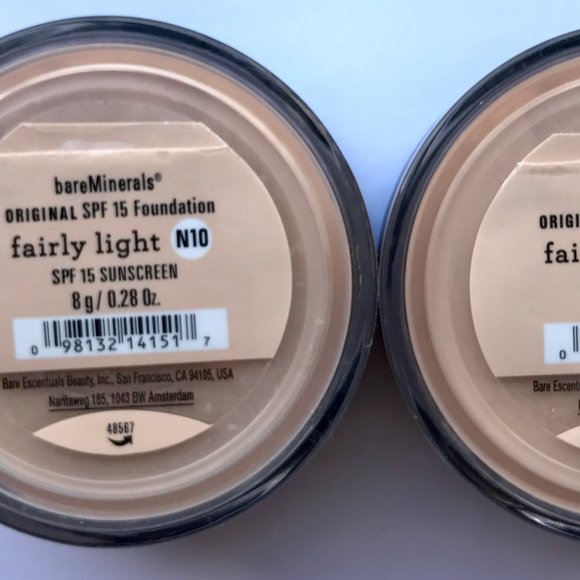 bareMinerals®
ORIGINAL SPF 15 Foundation
fairly light N10
SPF 15 SUNSCREEN
8 g / 0.28 Oz.
0 98132 14151 7
Bare Escentuals Beauty, Inc., San Francisco, CA 94105, USA
Naritaweg 165, 1043 BW Amsterdam
48567
ORIGI
fai
0
Bare Escent